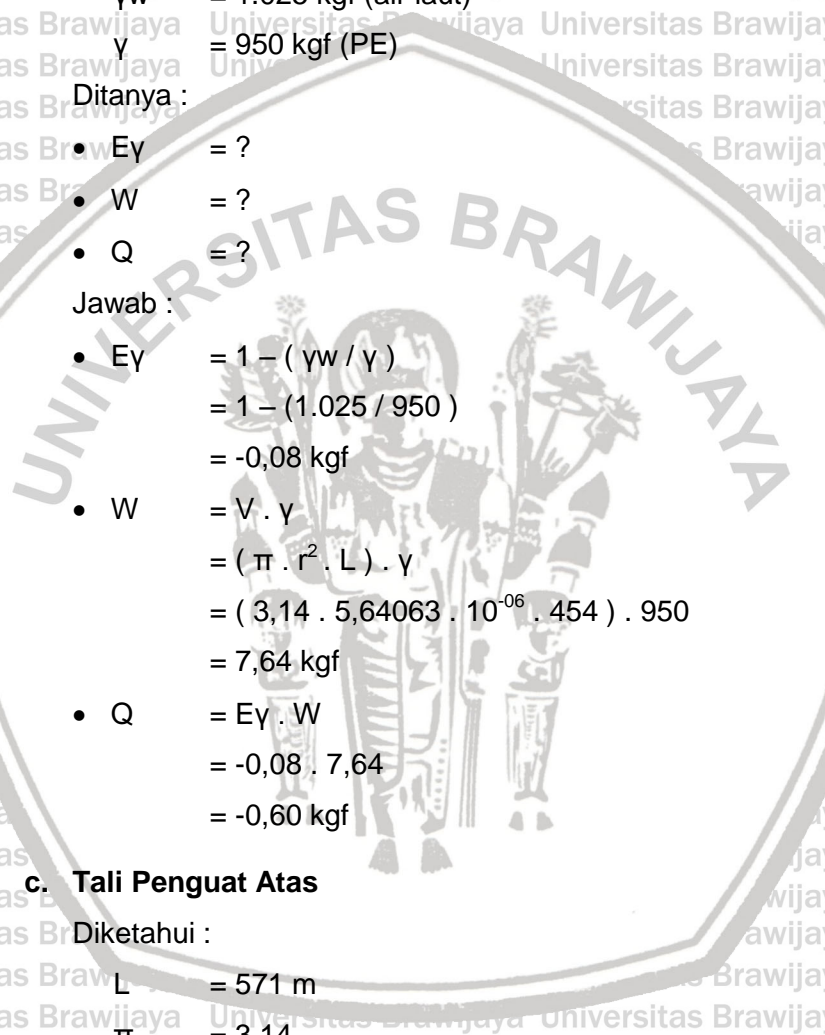 γw = 1.025 kgf (air laut)
γ = 950 kgf (PE)
Ditanya :
• Eγ = ?
• W = ?
• Q = ?
Jawab :
• Eγ = 1 – ( γw / γ )
= 1 – (1.025 / 950 )
= -0,08 kgf
• W = V . γ
= ( π . r² . L ) . γ
= ( 3,14 . 5,64063 . 10⁻⁰⁶ . 454 ) . 950
= 7,64 kgf
• Q = Eγ . W
= -0,08 . 7,64
= -0,60 kgf
c. Tali Penguat Atas
Diketahui :
L = 571 m
π = 3,14
UNIVERSITAS BRAWIJAYA